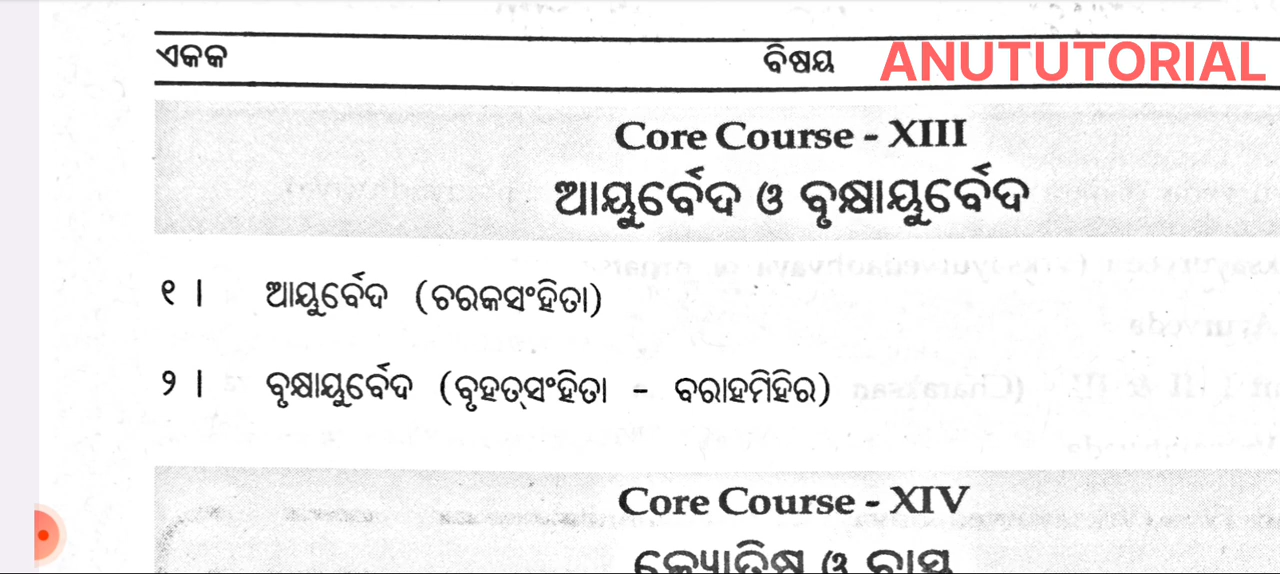 ଏକକ ବିଷୟ ANUTUTORIAL
Core Course - XIII
ଆୟୁର୍ବେଦ ଓ ବୃକ୍ଷାୟୁର୍ବେଦ
୧ । ଆୟୁର୍ବେଦ (ଚରକସଂହିତା)
୨ । ବୃକ୍ଷାୟୁର୍ବେଦ (ବୃହତ୍‌ସଂହିତା - ବରାହମିହିର)
Core Course - XIV
ଜ୍ୟୋତିଷ ଓ ବାସ୍ତୁ